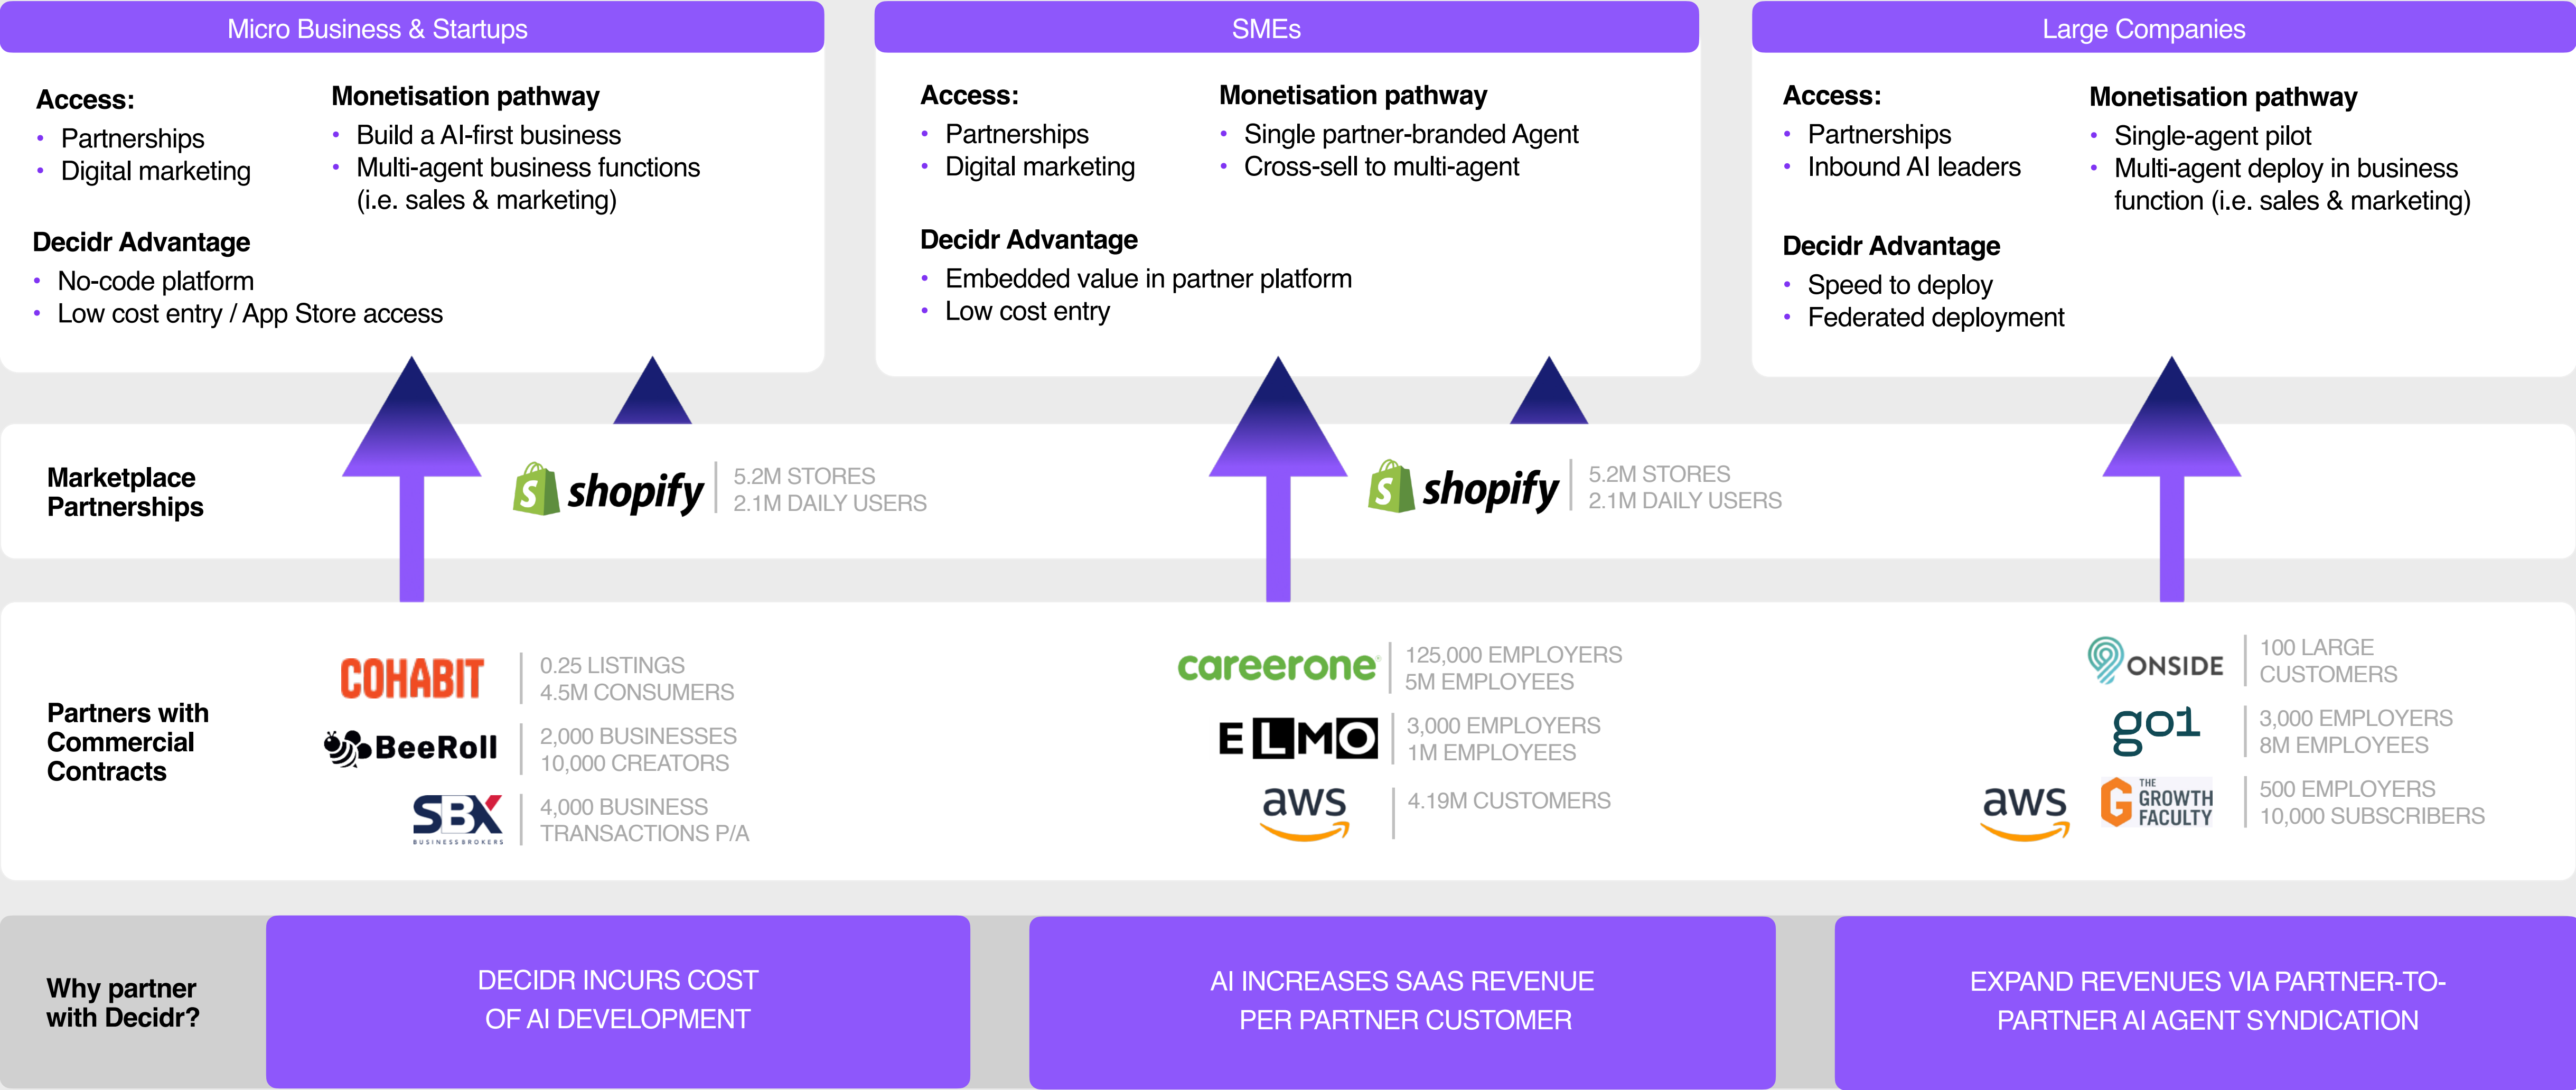 Micro Business & Startups
Access:
• Partnerships
• Digital marketing
Monetisation pathway
• Build a AI-first business
• Multi-agent business functions
(i.e. sales & marketing)
Decidr Advantage
• No-code platform
• Low cost entry / App Store access
SMEs
Access:
• Partnerships
• Digital marketing
Monetisation pathway
• Single partner-branded Agent
• Cross-sell to multi-agent
Decidr Advantage
• Embedded value in partner platform
• Low cost entry
Large Companies
Access:
• Partnerships
• Inbound AI leaders
Monetisation pathway
• Single-agent pilot
• Multi-agent deploy in business
function (i.e. sales & marketing)
Decidr Advantage
• Speed to deploy
• Federated deployment
Marketplace
Partnerships
S shopify
5.2M STORES
2.1M DAILY USERS
S shopify
5.2M STORES
2.1M DAILY USERS
Partners with
Commercial
Contracts
COHABIT
0.25 LISTINGS
4.5M CONSUMERS
BeeRoll
2,000 BUSINESSES
10,000 CREATORS
SBX
BUSINESS BROKERS
4,000 BUSINESS
TRANSACTIONS P/A
careerone®
125,000 EMPLOYERS
5M EMPLOYEES
ELMO
3,000 EMPLOYERS
1M EMPLOYEES
aws
4.19M CUSTOMERS
ONSIDE
100 LARGE
CUSTOMERS
go1
3,000 EMPLOYERS
8M EMPLOYEES
aws
G THE
GROWTH
FACULTY
500 EMPLOYERS
10,000 SUBSCRIBERS
Why partner
with Decidr?
DECIDR INCURS COST
OF AI DEVELOPMENT
AI INCREASES SAAS REVENUE
PER PARTNER CUSTOMER
EXPAND REVENUES VIA PARTNER-TO-
PARTNER AI AGENT SYNDICATION